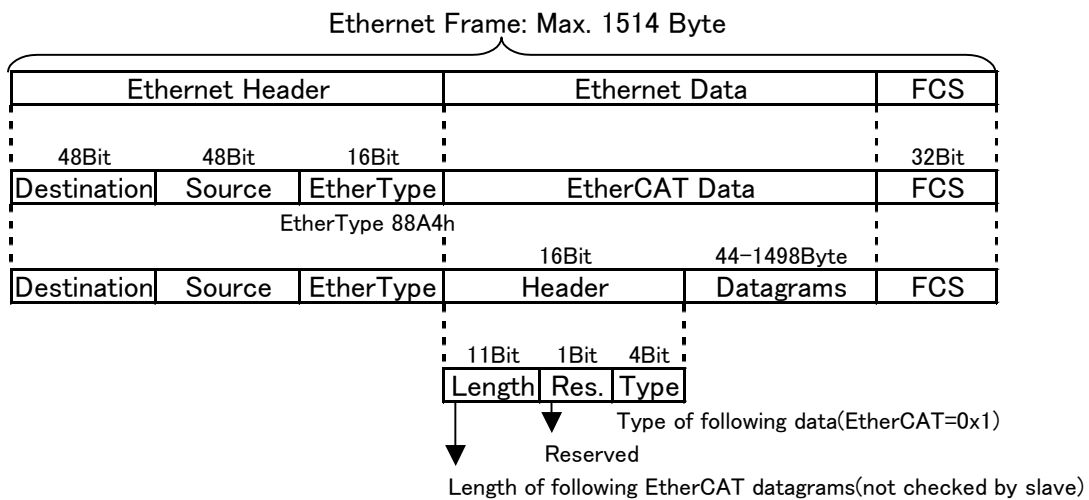 Ethernet Frame: Max. 1514 Byte
Ethernet Header Ethernet Data FCS
48Bit 48Bit 16Bit 32Bit
Destination Source EtherType EtherCAT Data FCS
EtherType 88A4h
16Bit 44-1498Byte
Destination Source EtherType Header Datagrams FCS
11Bit 1Bit 4Bit
Length Res. Type
Type of following data(EtherCAT=0x1)
Reserved
Length of following EtherCAT datagrams(not checked by slave)